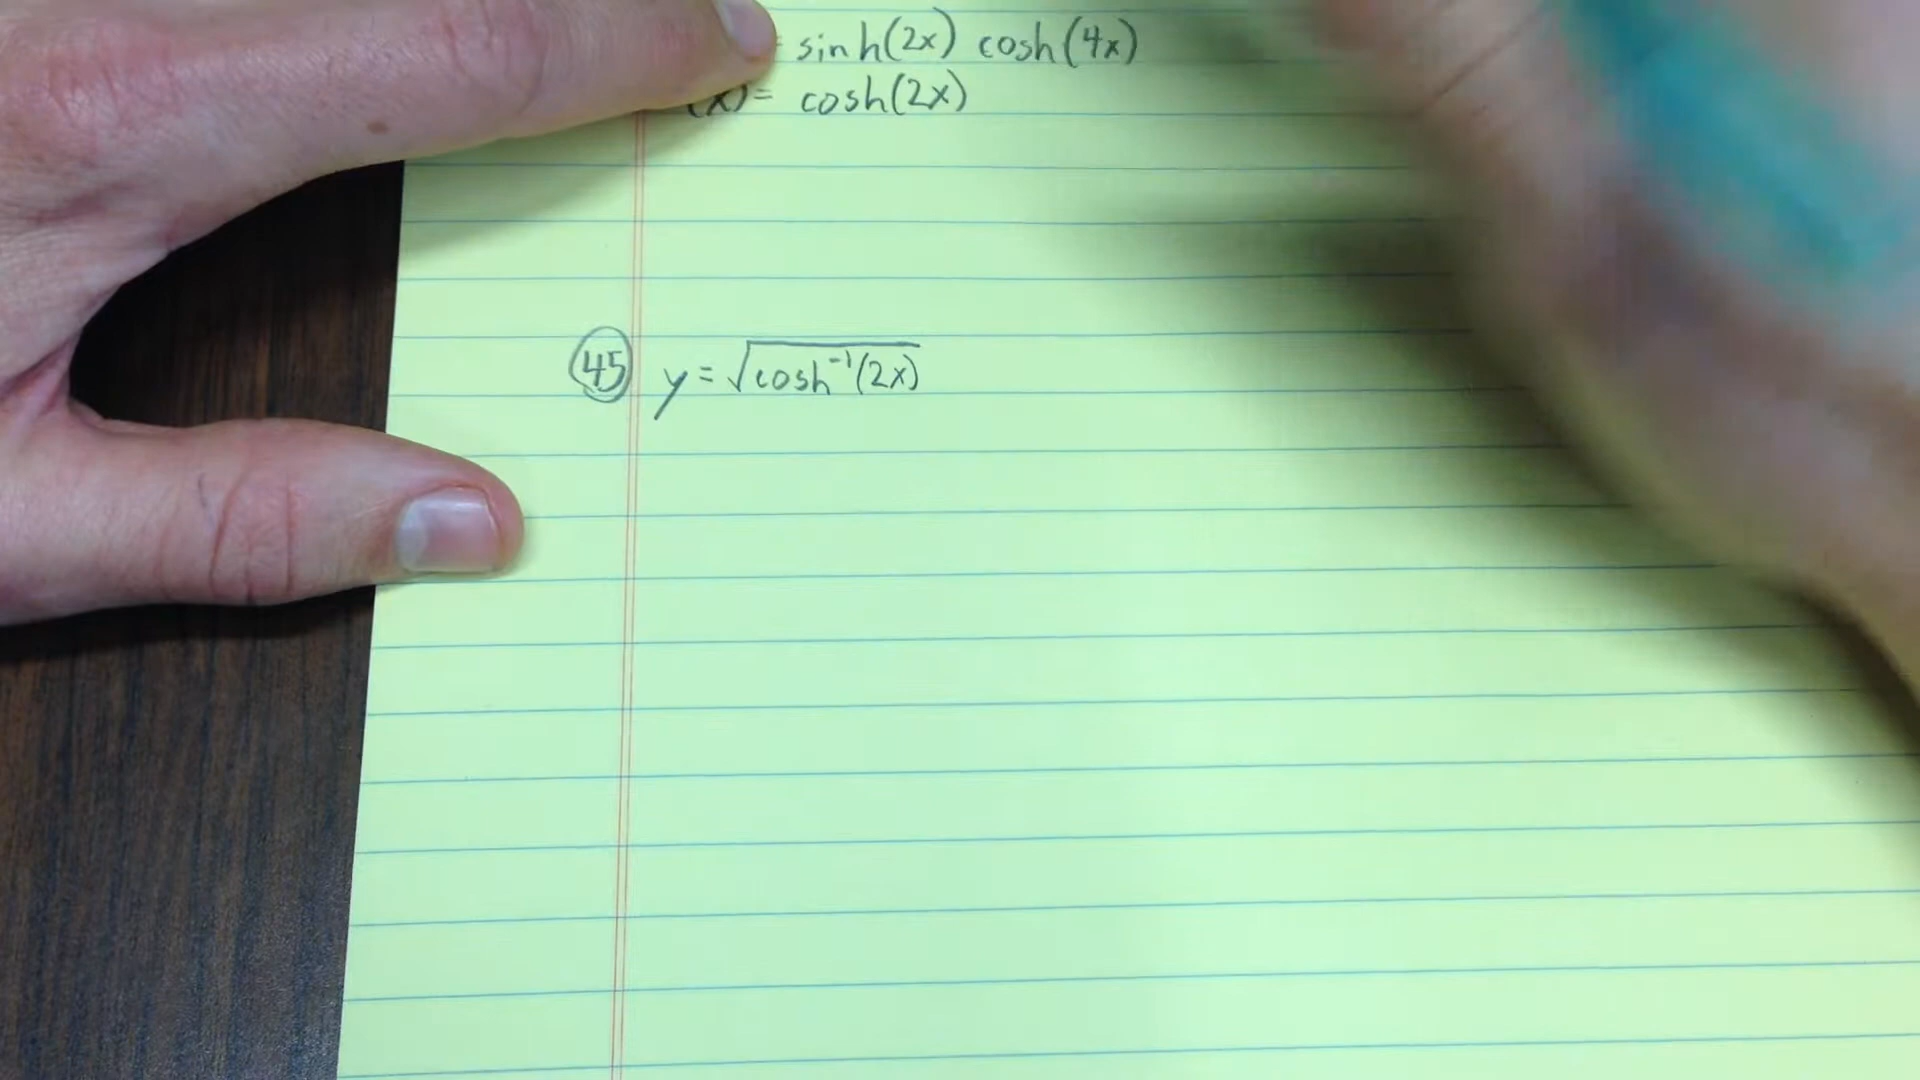 = sinh(2x) cosh(4x)
(x) = cosh(2x)
45 y = √cosh⁻¹(2x)